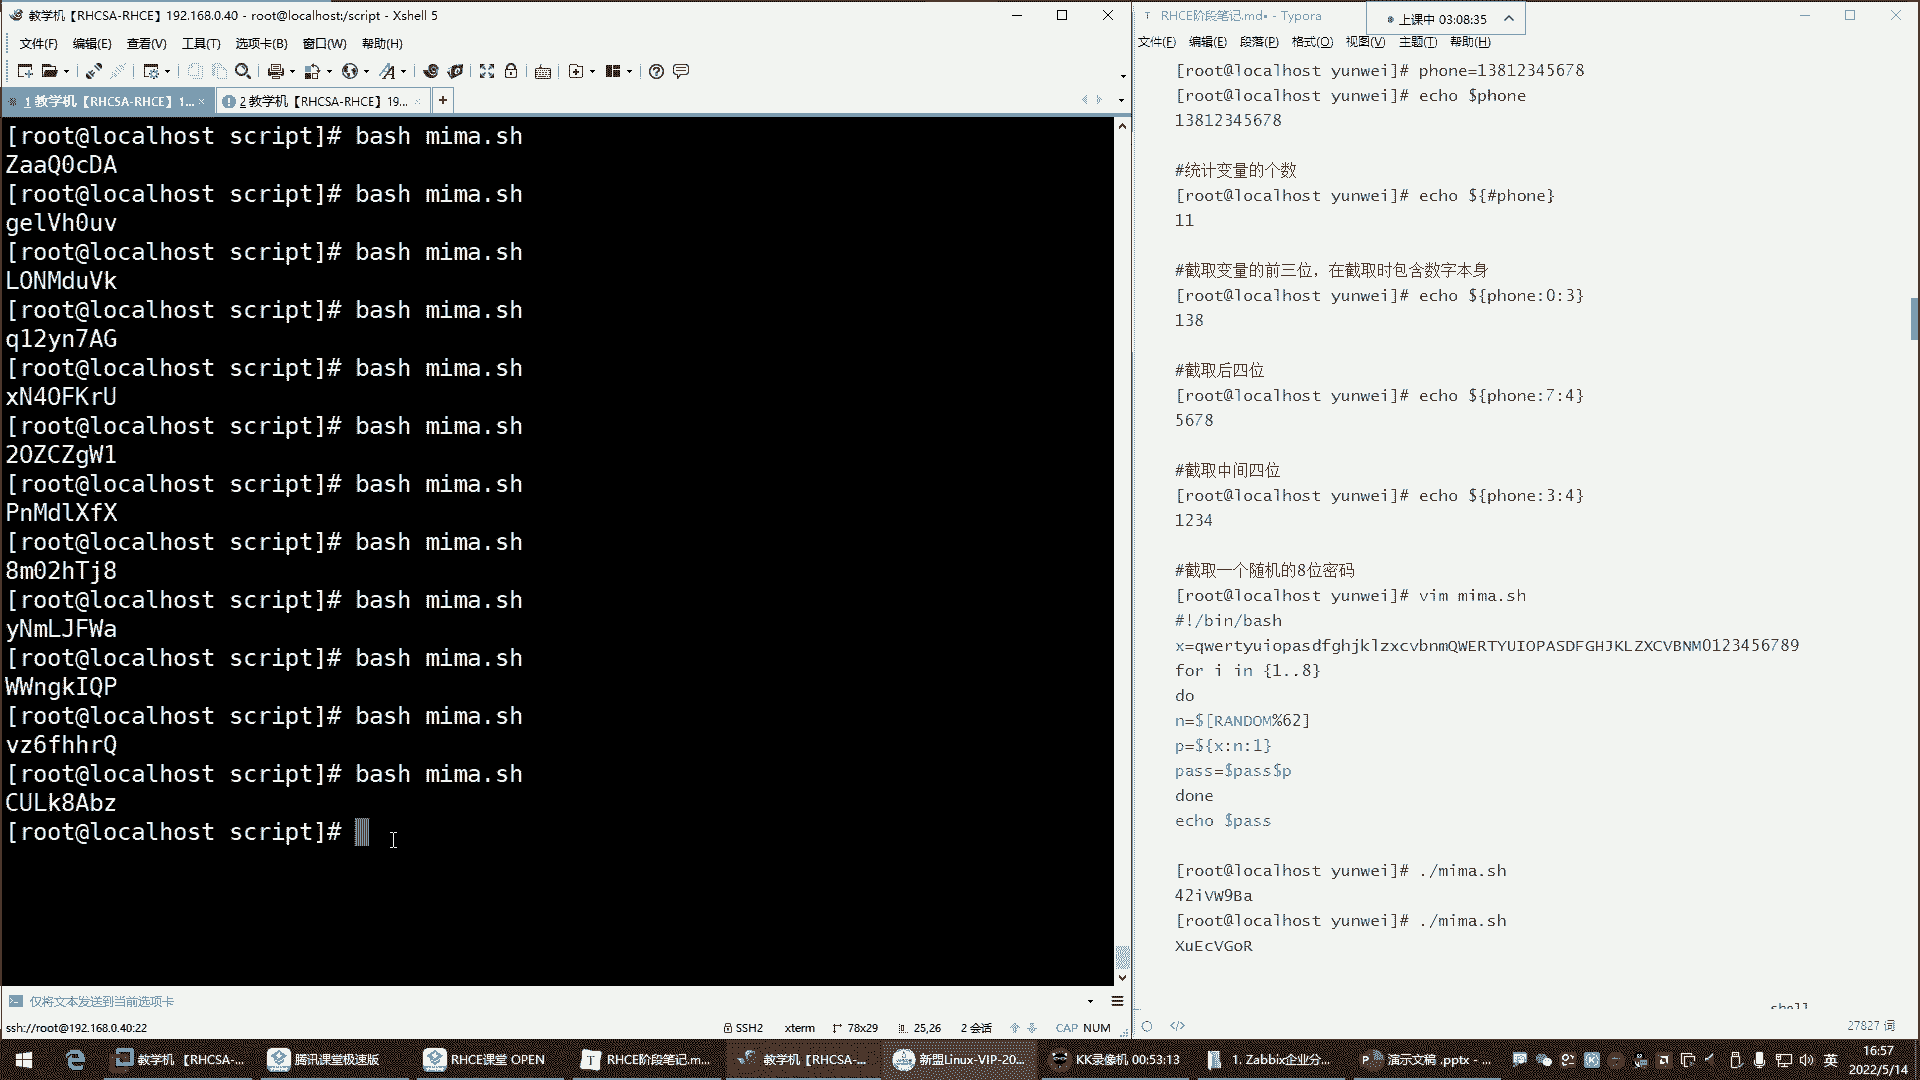 教学机【RHCSA-RHCE】192.168.0.40 - root@localhost:/script - Xshell 5
文件(F) 编辑(E) 查看(V) 工具(T) 选项卡(B) 窗口(W) 帮助(H)
1 教学机【RHCSA-RHCE】1... 2 教学机【RHCSA-RHCE】19...
[root@localhost script]# bash mima.sh
ZaaQ0cDA
[root@localhost script]# bash mima.sh
gelVh0uv
[root@localhost script]# bash mima.sh
LONMduVk
[root@localhost script]# bash mima.sh
q12yn7AG
[root@localhost script]# bash mima.sh
xN4OFKrU
[root@localhost script]# bash mima.sh
2OZCZgW1
[root@localhost script]# bash mima.sh
PnMdlXfX
[root@localhost script]# bash mima.sh
8m02hTj8
[root@localhost script]# bash mima.sh
yNmLJFWa
[root@localhost script]# bash mima.sh
WWngkIQP
[root@localhost script]# bash mima.sh
vz6fhhrQ
[root@localhost script]# bash mima.sh
CULk8Abz
[root@localhost script]#
仅将文本发送到当前选项卡
ssh://root@192.168.0.40:22 SSH2 xterm 78x29 25,26 2 会话 CAP NUM
RHCE阶段笔记.md• - Typora
上课中 03:08:35
文件(F) 编辑(E) 段落(P) 格式(O) 视图(V) 主题(T) 帮助(H)
[root@localhost yunwei]# phone=13812345678
[root@localhost yunwei]# echo $phone
13812345678
#统计变量的个数
[root@localhost yunwei]# echo ${#phone}
11
#截取变量的前三位，在截取时包含数字本身
[root@localhost yunwei]# echo ${phone:0:3}
138
#截取后四位
[root@localhost yunwei]# echo ${phone:7:4}
5678
#截取中间四位
[root@localhost yunwei]# echo ${phone:3:4}
1234
#截取一个随机的8位密码
[root@localhost yunwei]# vim mima.sh
#!/bin/bash
x=qwertyuiopasdfghjklzxcvbnmQWERTYUIOPASDFGHJKLZXCVBNM0123456789
for i in {1..8}
do
n=$[RANDOM%62]
p=${x:n:1}
pass=$pass$p
done
echo $pass
[root@localhost yunwei]# ./mima.sh
42iVW9Ba
[root@localhost yunwei]# ./mima.sh
XuEcVGoR
shell
27827 词
教学机【RHCSA-... 腾讯课堂极速版 RHCE课堂 OPEN RHCE阶段笔记.m... 教学机【RHCSA-... 新盟Linux-VIP-20... KK录像机 00:53:13 1. Zabbix企业分... 演示文稿 .pptx - ... 英 16:57
2022/5/14